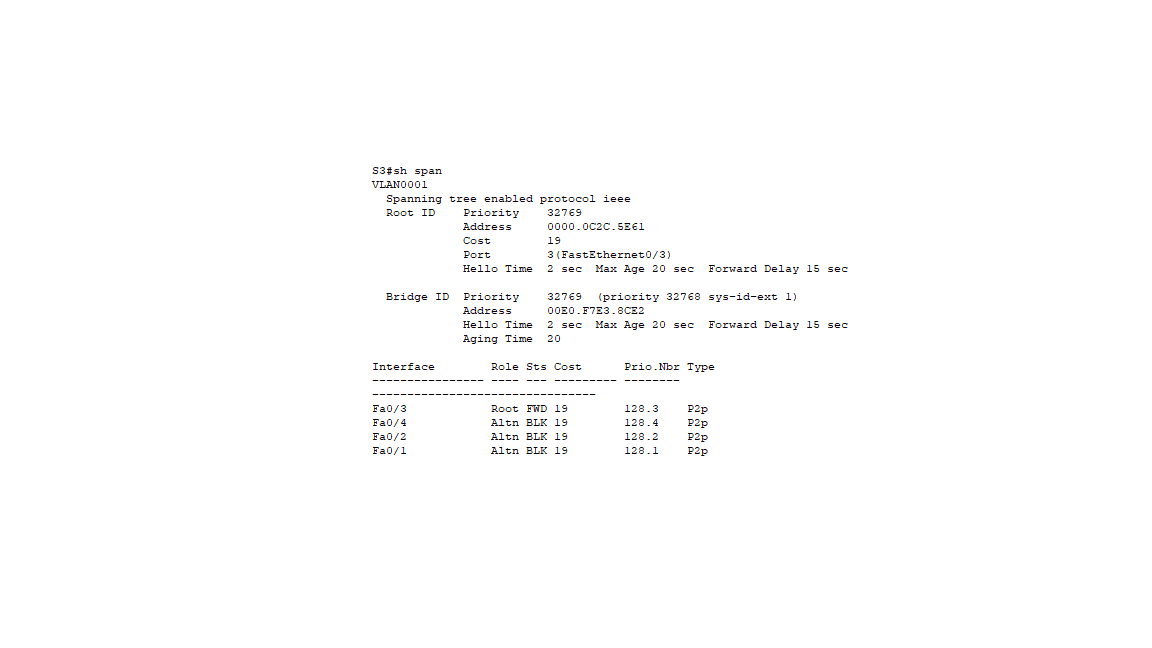 S3#sh span
VLAN0001
  Spanning tree enabled protocol ieee
  Root ID    Priority    32769
             Address     0000.0C2C.5E61
             Cost        19
             Port        3(FastEthernet0/3)
             Hello Time  2 sec  Max Age 20 sec  Forward Delay 15 sec
  Bridge ID  Priority    32769  (priority 32768 sys-id-ext 1)
             Address     00E0.F7E3.8CE2
             Hello Time  2 sec  Max Age 20 sec  Forward Delay 15 sec
             Aging Time  20
Interface        Role Sts Cost      Prio.Nbr Type
---------------- ---- --- --------- --------
--------------------------------
Fa0/3            Root FWD 19        128.3    P2p
Fa0/4            Altn BLK 19        128.4    P2p
Fa0/2            Altn BLK 19        128.2    P2p
Fa0/1            Altn BLK 19        128.1    P2p